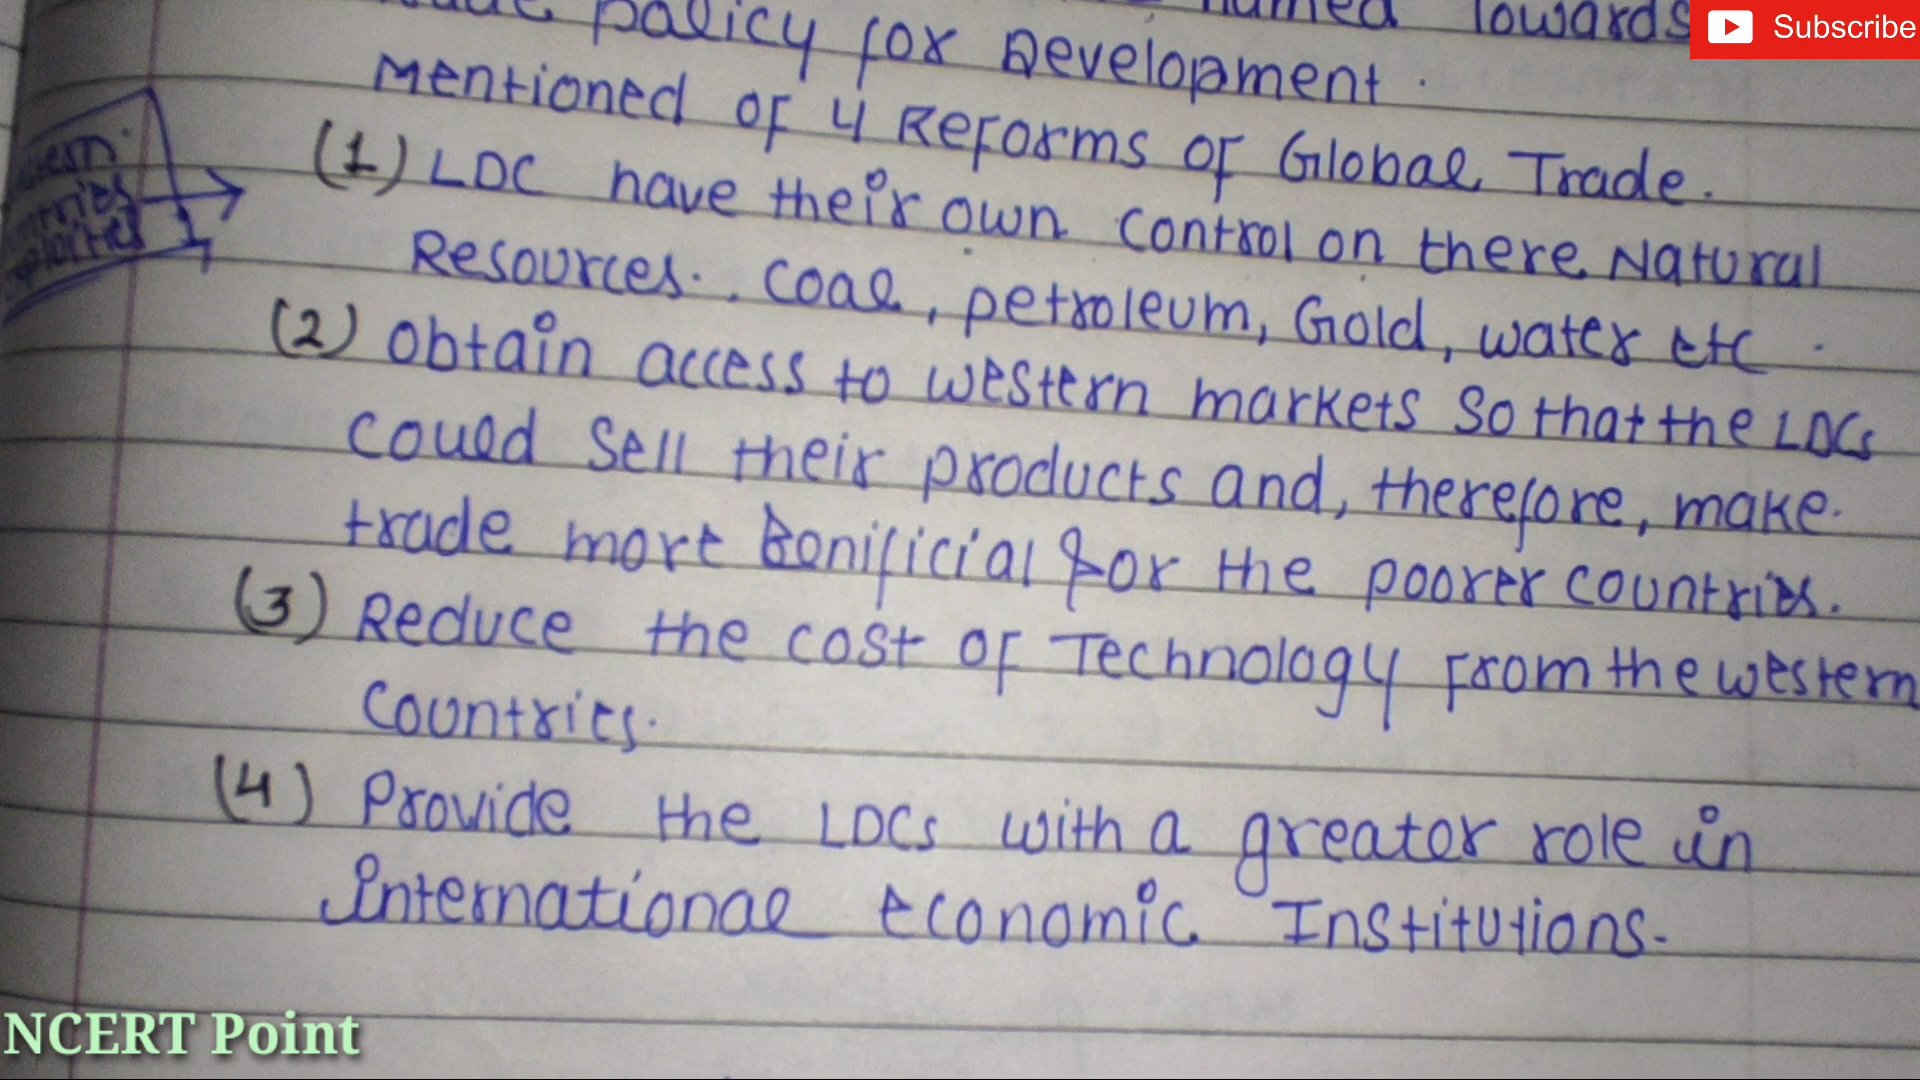 policy for Development.
named Towards
Subscribe
Mentioned of 4 Reforms of Global Trade.
(1) LDC have their own control on there Natural
Resources. . Coal, petroleum, Gold, water etc .
(2) Obtain access to western markets so that the LDCs
could sell their products and, therefore, make.
trade more bonificial for the poorer countries.
(3) Reduce the cost of Technology from the western
countries.
(4) Provide the LDCs with a greater role in
International economic Institutions.
NCERT Point